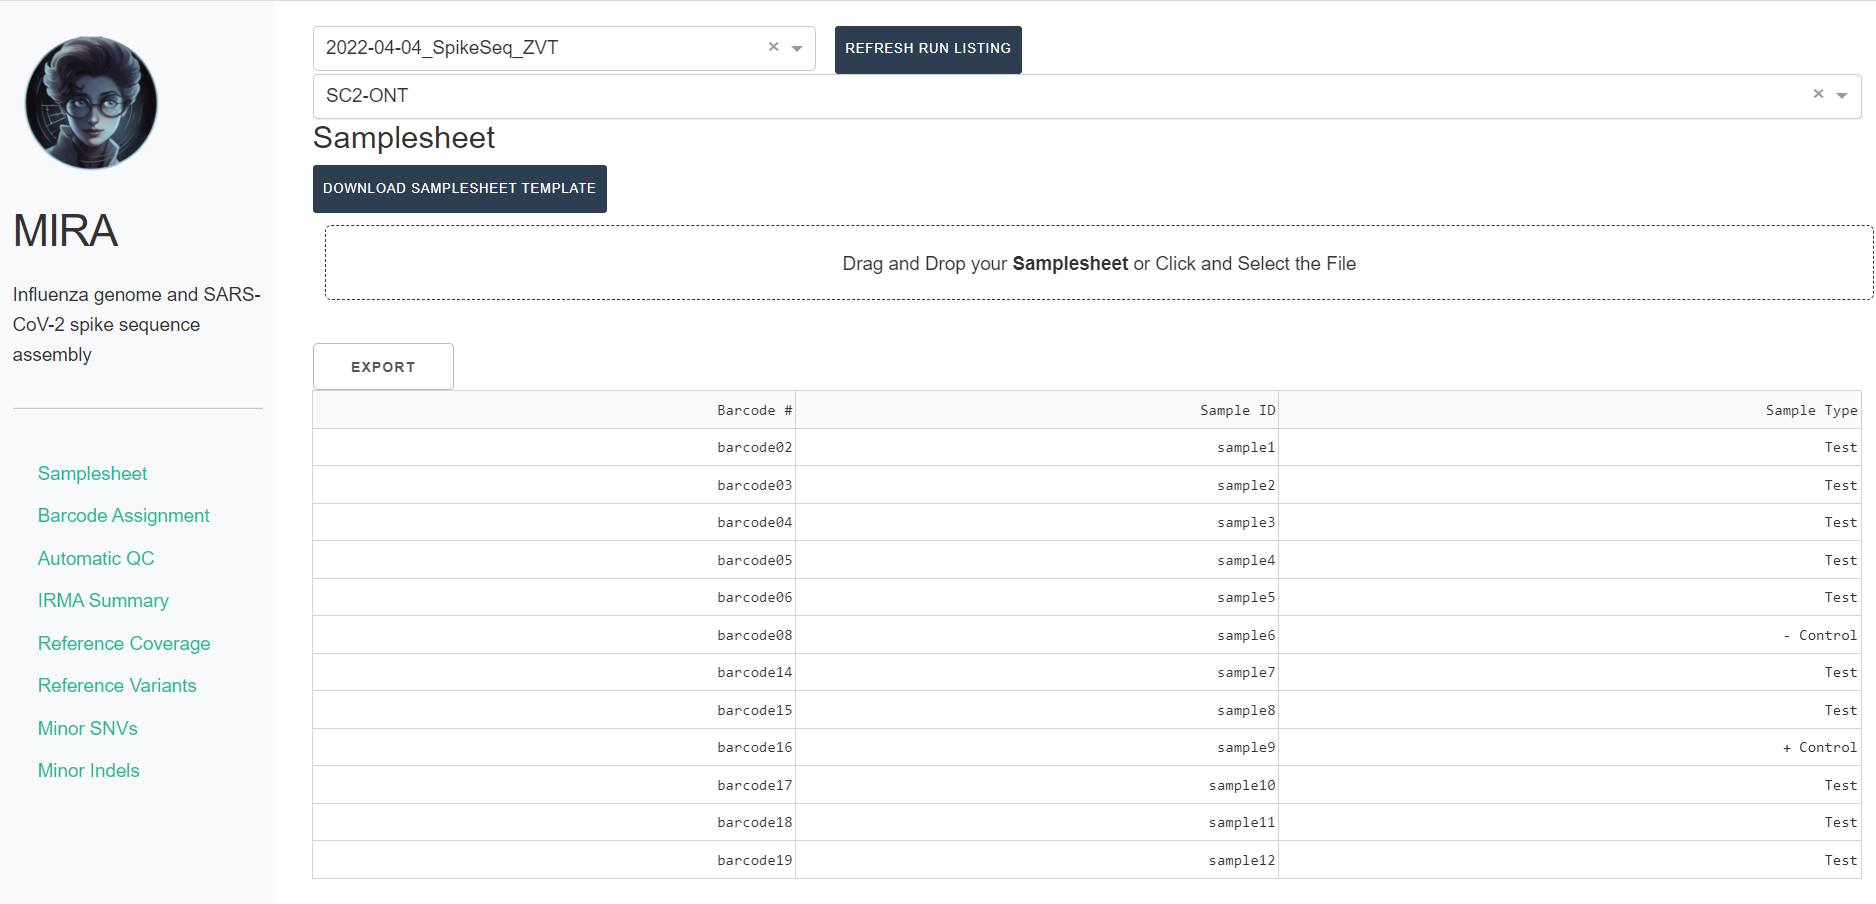 MIRA
Influenza genome and SARS-
CoV-2 spike sequence
assembly
Samplesheet
Barcode Assignment
Automatic QC
IRMA Summary
Reference Coverage
Reference Variants
Minor SNVs
Minor Indels
2022-04-04_SpikeSeq_ZVT × REFRESH RUN LISTING
SC2-ONT ×
Samplesheet
DOWNLOAD SAMPLESHEET TEMPLATE
Drag and Drop your Samplesheet or Click and Select the File
EXPORT
Barcode # Sample ID Sample Type
barcode02 sample1 Test
barcode03 sample2 Test
barcode04 sample3 Test
barcode05 sample4 Test
barcode06 sample5 Test
barcode08 sample6 - Control
barcode14 sample7 Test
barcode15 sample8 Test
barcode16 sample9 + Control
barcode17 sample10 Test
barcode18 sample11 Test
barcode19 sample12 Test